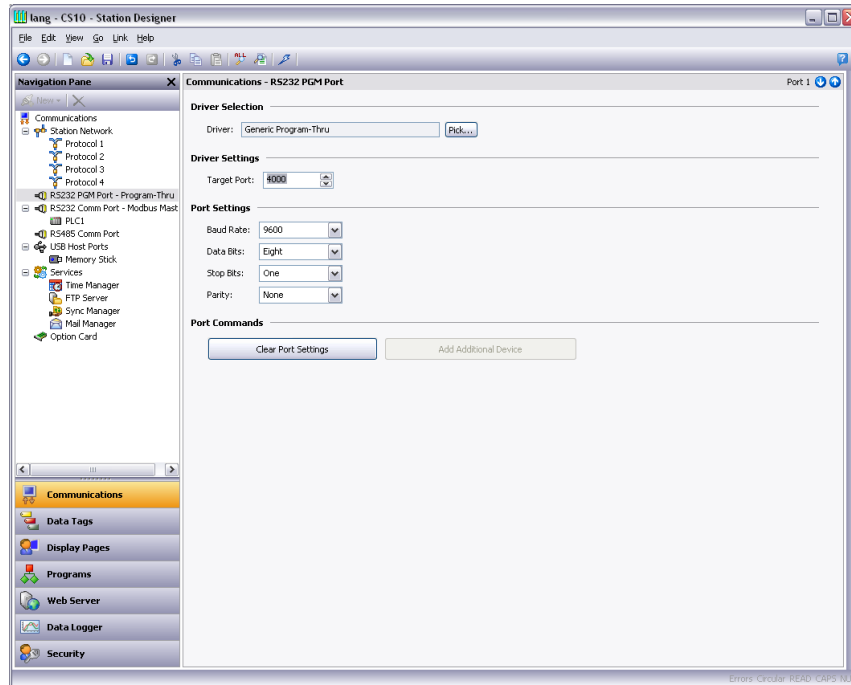 lang - CS10 - Station Designer
File Edit View Go Link Help
Navigation Pane
Communications - RS232 PGM Port
Port 1
New
Communications
Station Network
Protocol 1
Protocol 2
Protocol 3
Protocol 4
RS232 PGM Port - Program-Thru
RS232 Comm Port - Modbus Mast
PLC1
RS485 Comm Port
USB Host Ports
Memory Stick
Services
Time Manager
FTP Server
Sync Manager
Mail Manager
Option Card
Driver Selection
Driver: Generic Program-Thru Pick...
Driver Settings
Target Port: 4000
Port Settings
Baud Rate: 9600
Data Bits: Eight
Stop Bits: One
Parity: None
Port Commands
Clear Port Settings Add Additional Device
Communications
Data Tags
Display Pages
Programs
Web Server
Data Logger
Security
Errors Circular READ CAPS NU